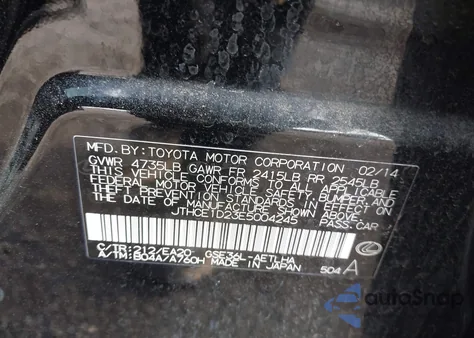 MFD. BY: TOYOTA MOTOR CORPORATION 02/14
GVWR 4735LB GAWR FR 2415LB RR 2545LB
THIS VEHICLE CONFORMS TO ALL APPLICABLE
FEDERAL MOTOR VEHICLE SAFETY, BUMPER, AND
THEFT PREVENTION STANDARDS IN EFFECT ON
THE DATE OF MANUFACTURE SHOWN ABOVE.
JTHCE1D23E5004245 PASS.CAR
C/TR:212/EA20 GSE36L-AETLHA
A/TM:B04A/A760H MADE IN JAPAN 504 A
autoSnap